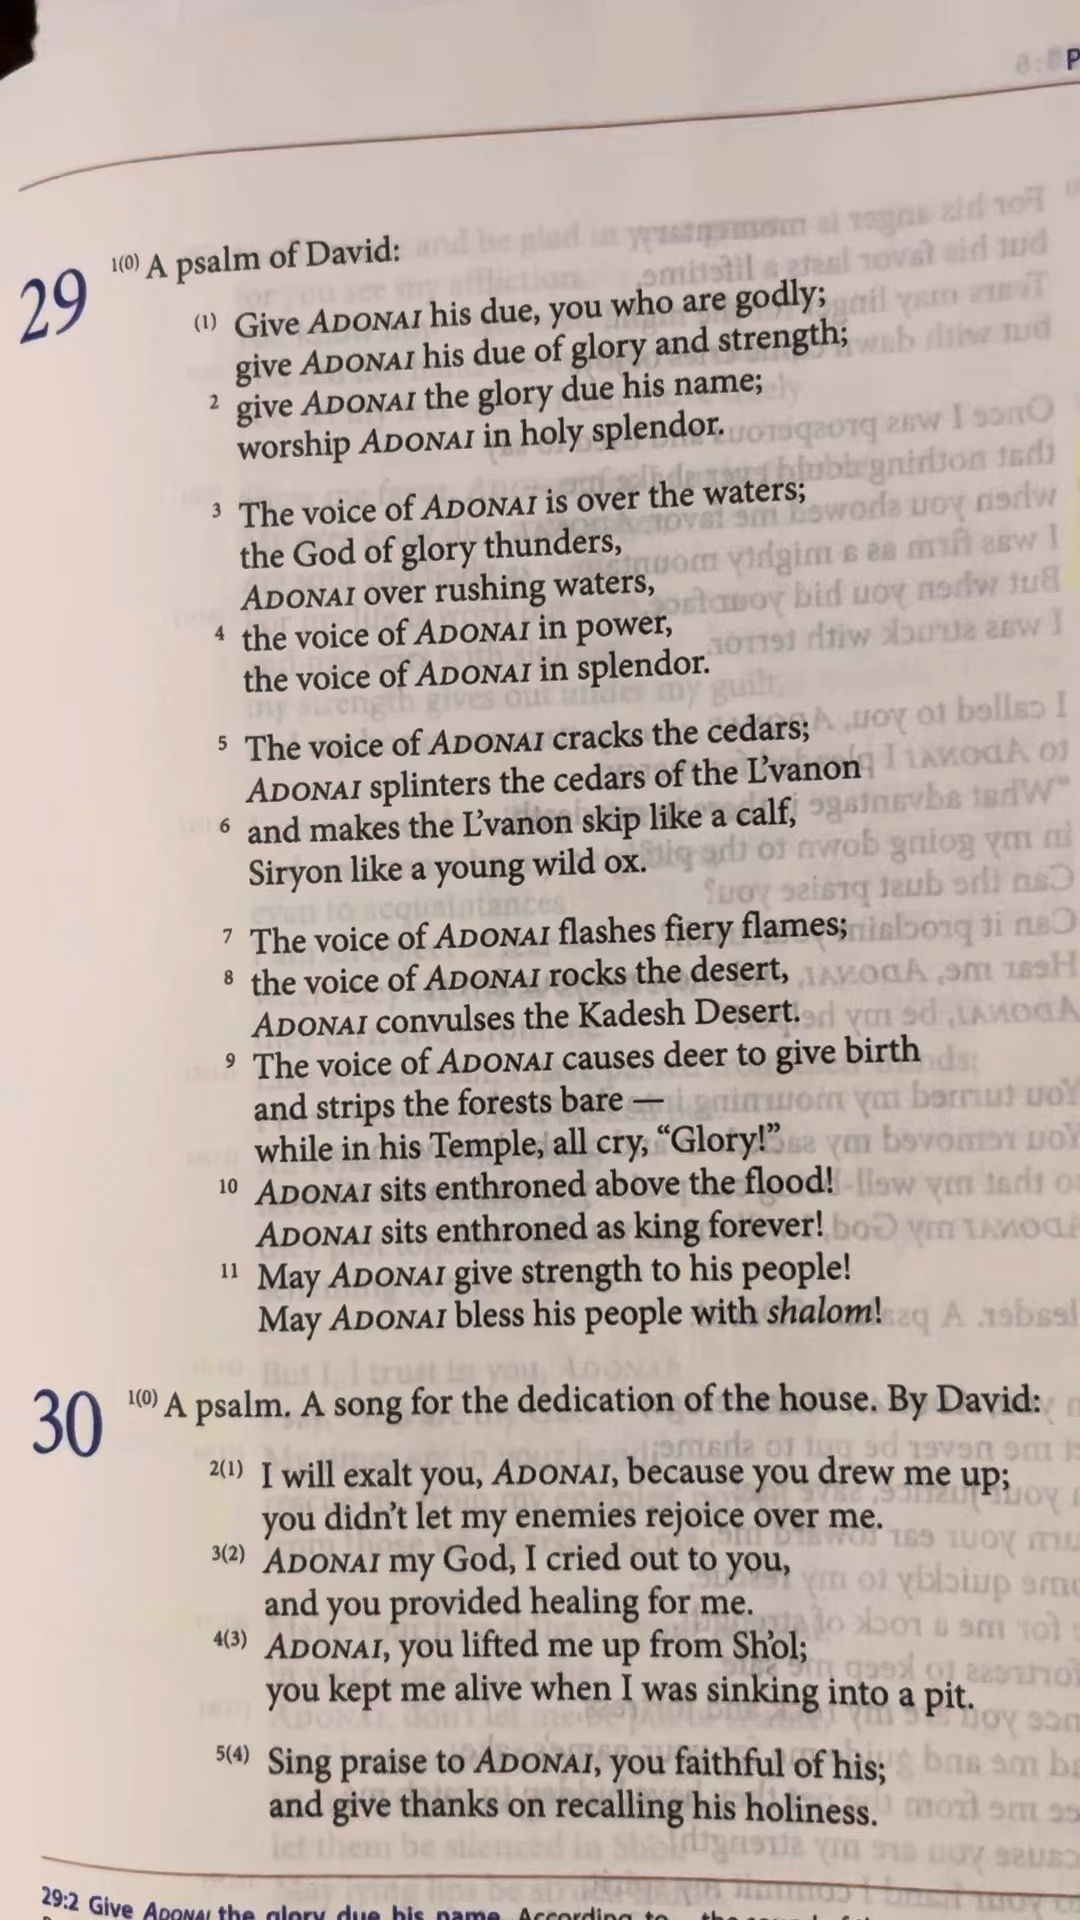 P
29
1(0) A psalm of David:
(1) Give ADONAI his due, you who are godly;
give ADONAI his due of glory and strength;
2 give ADONAI the glory due his name;
worship ADONAI in holy splendor.
3 The voice of ADONAI is over the waters;
the God of glory thunders,
ADONAI over rushing waters,
4 the voice of ADONAI in power,
the voice of ADONAI in splendor.
5 The voice of ADONAI cracks the cedars;
ADONAI splinters the cedars of the L'vanon
6 and makes the L'vanon skip like a calf,
Siryon like a young wild ox.
7 The voice of ADONAI flashes fiery flames;
8 the voice of ADONAI rocks the desert,
ADONAI convulses the Kadesh Desert.
9 The voice of ADONAI causes deer to give birth
and strips the forests bare —
while in his Temple, all cry, “Glory!”
10 ADONAI sits enthroned above the flood!
ADONAI sits enthroned as king forever!
11 May ADONAI give strength to his people!
May ADONAI bless his people with shalom!
30
1(0) A psalm. A song for the dedication of the house. By David:
2(1) I will exalt you, ADONAI, because you drew me up;
you didn't let my enemies rejoice over me.
3(2) ADONAI my God, I cried out to you,
and you provided healing for me.
4(3) ADONAI, you lifted me up from Sh'ol;
you kept me alive when I was sinking into a pit.
5(4) Sing praise to ADONAI, you faithful of his;
and give thanks on recalling his holiness.
29:2 Give ADONAI the glory due his name. According to